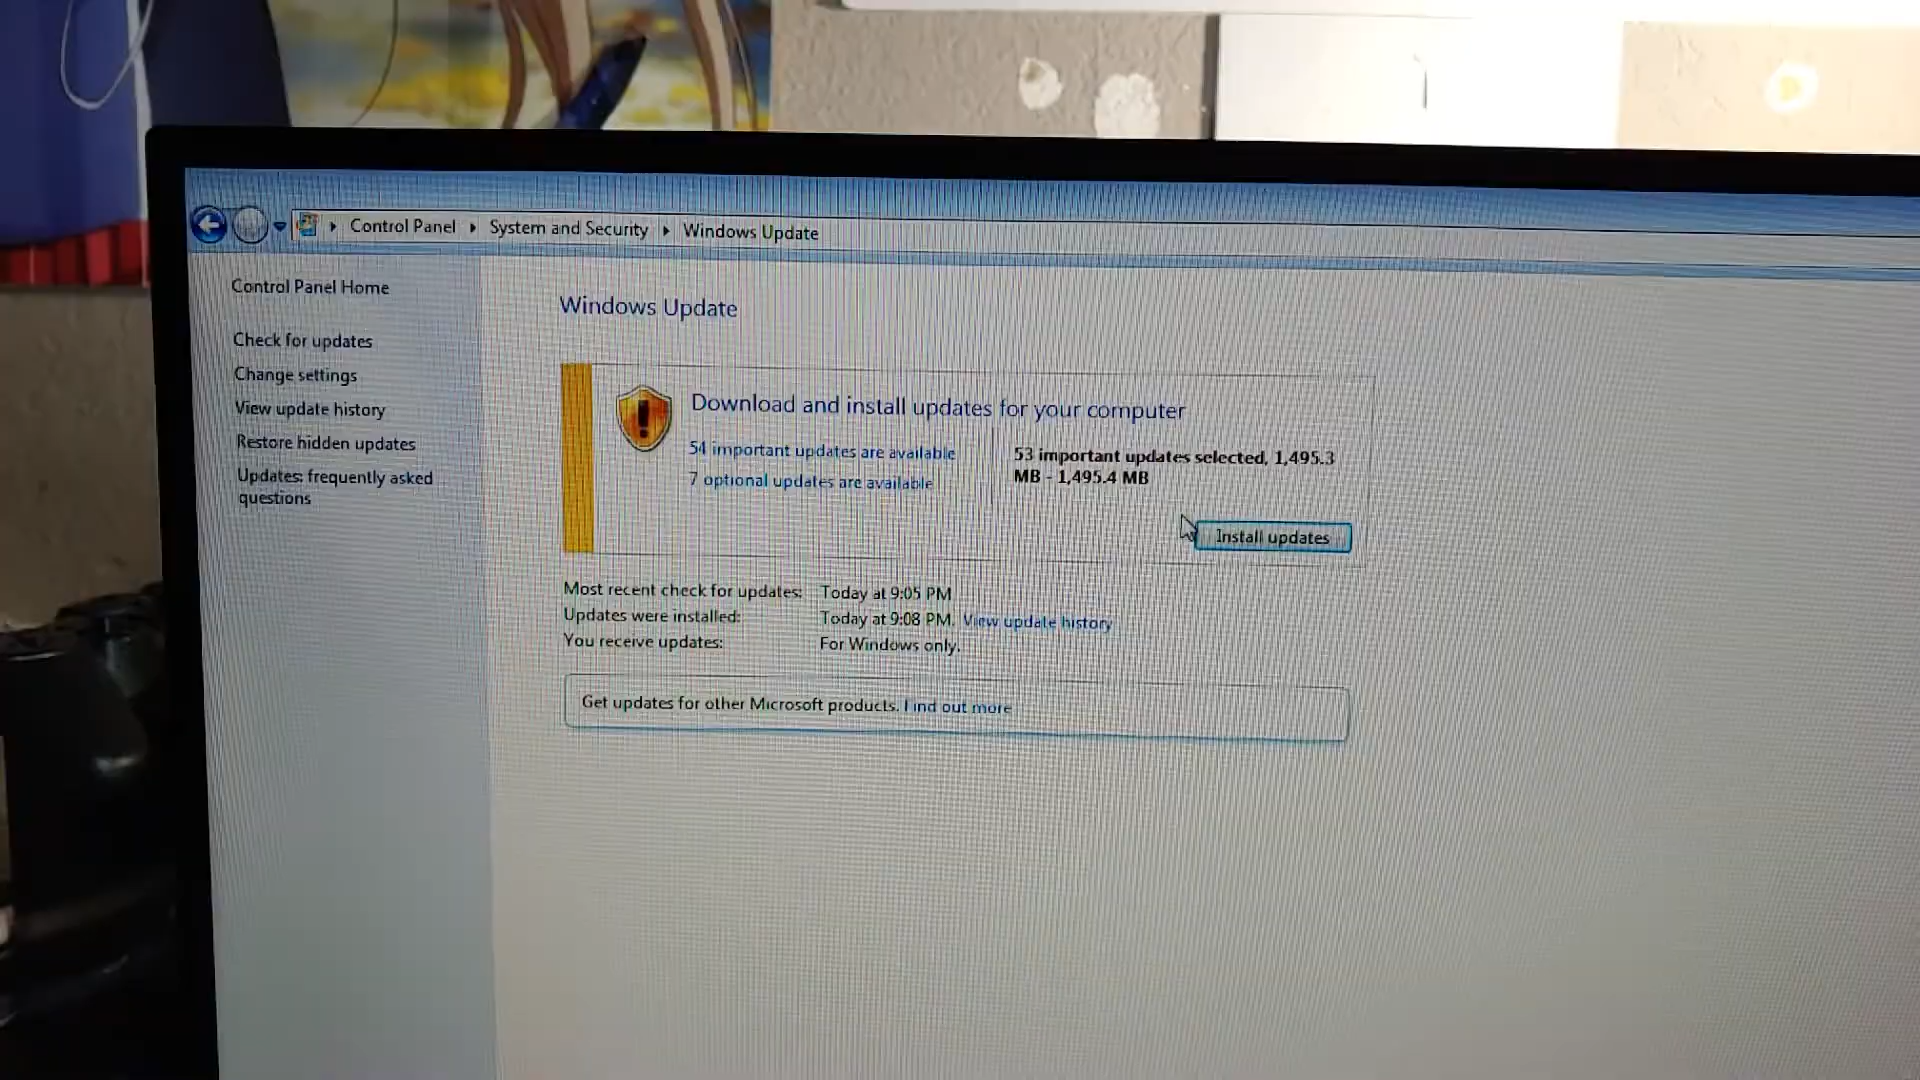 Control Panel ▸ System and Security ▸ Windows Update
Control Panel Home
Check for updates
Change settings
View update history
Restore hidden updates
Updates: frequently asked
questions
Windows Update
Download and install updates for your computer
54 important updates are available
7 optional updates are available
53 important updates selected, 1,495.3
MB - 1,495.4 MB
Install updates
Most recent check for updates: Today at 9:05 PM
Updates were installed: Today at 9:08 PM. View update history
You receive updates: For Windows only.
Get updates for other Microsoft products. Find out more